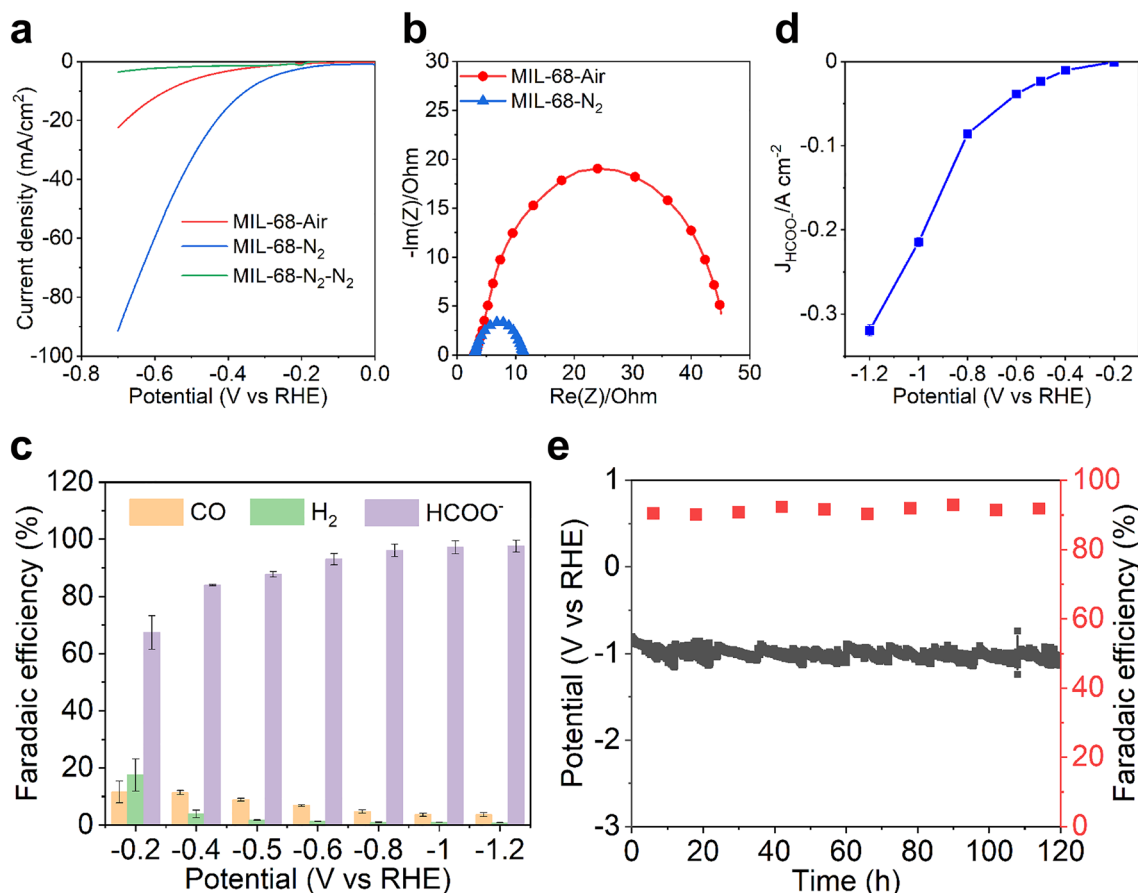 a
0
-20
-40
-60
-80
-100
Current density (mA/cm²)
MIL-68-Air
MIL-68-N₂
MIL-68-N₂-N₂
-0.8 -0.6 -0.4 -0.2 0.0
Potential (V vs RHE)
b
30
25
20
15
10
5
0
-Im(Z)/Ohm
MIL-68-Air
MIL-68-N₂
0 10 20 30 40 50
Re(Z)/Ohm
d
0
-0.1
-0.2
-0.3
J_HCOO-/A cm⁻²
-1.2 -1 -0.8 -0.6 -0.4 -0.2
Potential (V vs RHE)
c
120
100
80
60
40
20
0
Faradaic efficiency (%)
CO H₂ HCOO⁻
-0.2 -0.4 -0.5 -0.6 -0.8 -1 -1.2
Potential (V vs RHE)
e
1
0
-1
-2
-3
Potential (V vs RHE)
100
80
60
40
20
0
Faradaic efficiency (%)
0 20 40 60 80 100 120
Time (h)